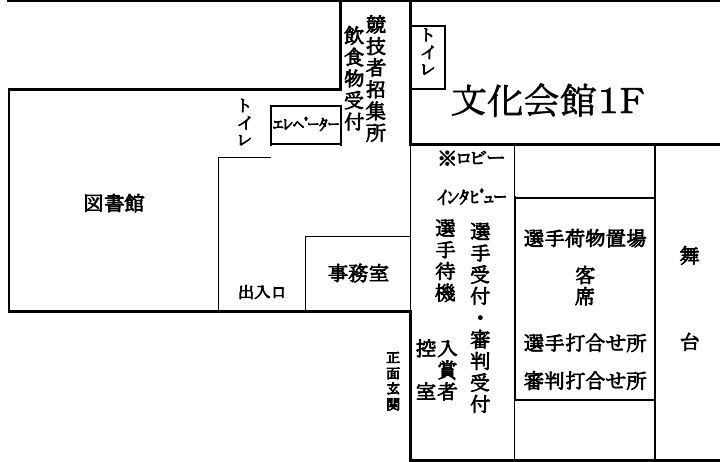 文化会館1F
競技者招集所
飲食物受付
トイレ
トイレ
エレベーター
図書館
事務室
出入口
※ロビー
インタビュー
選手受付・審判受付
選手待機
入賞者
控室
正面玄関
選手荷物置場
客席
選手打合せ所
審判打合せ所
舞台